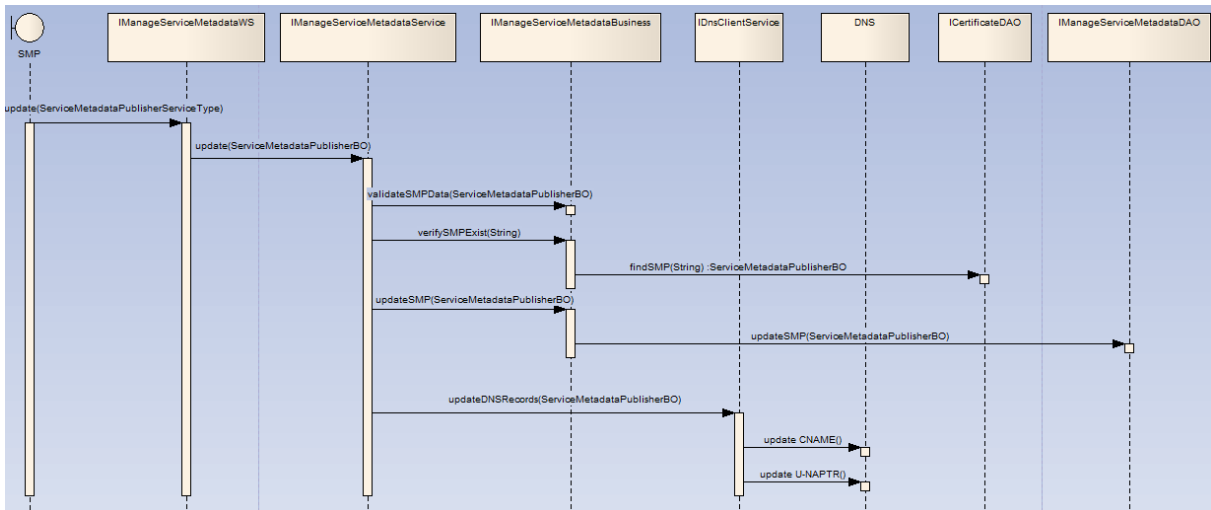 IManageServiceMetadataWS
IManageServiceMetadataService
IManageServiceMetadataBusiness
IDnsClientService
DNS
ICertificateDAO
IManageServiceMetadataDAO
SMP
update(ServiceMetadataPublisherServiceType)
update(ServiceMetadataPublisherBO)
validateSMPData(ServiceMetadataPublisherBO)
verifySMPExist(String)
findSMP(String) :ServiceMetadataPublisherBO
updateSMP(ServiceMetadataPublisherBO)
updateSMP(ServiceMetadataPublisherBO)
updateDNSRecords(ServiceMetadataPublisherBO)
update CNAME()
update U-NAPTR()